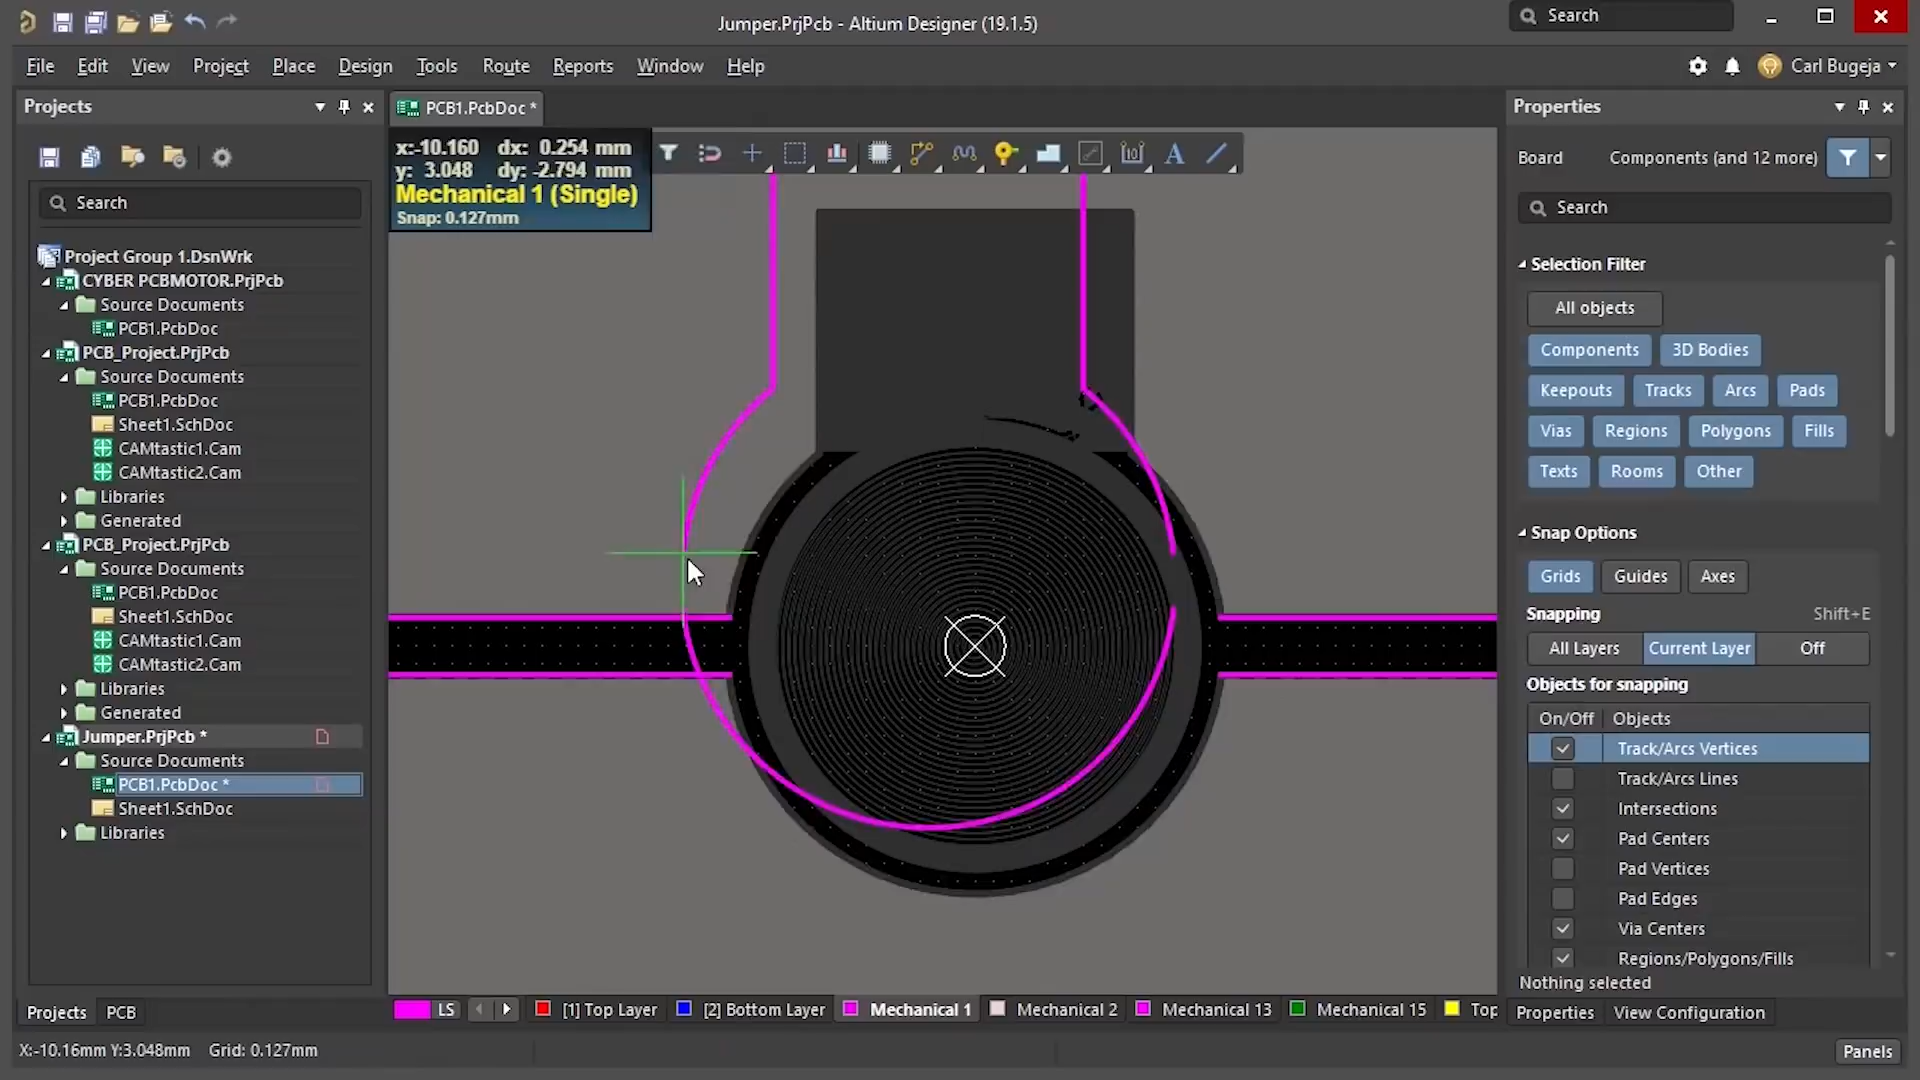 Jumper.PrjPcb - Altium Designer (19.1.5)
Search
File Edit View Project Place Design Tools Route Reports Window Help
Carl Bugeja
Projects
PCB1.PcbDoc *
Properties
x:-10.160 dx: 0.254 mm
y: 3.048 dy: -2.794 mm
Mechanical 1 (Single)
Snap: 0.127mm
Board Components (and 12 more)
Search
Search
Project Group 1.DsnWrk
CYBER PCBMOTOR.PrjPcb
Source Documents
PCB1.PcbDoc
PCB_Project.PrjPcb
Source Documents
PCB1.PcbDoc
Sheet1.SchDoc
CAMtastic1.Cam
CAMtastic2.Cam
Libraries
Generated
PCB_Project.PrjPcb
Source Documents
PCB1.PcbDoc
Sheet1.SchDoc
CAMtastic1.Cam
CAMtastic2.Cam
Libraries
Generated
Jumper.PrjPcb *
Source Documents
PCB1.PcbDoc *
Sheet1.SchDoc
Libraries
Selection Filter
All objects
Components 3D Bodies
Keepouts Tracks Arcs Pads
Vias Regions Polygons Fills
Texts Rooms Other
Snap Options
Grids Guides Axes
Snapping Shift+E
All Layers Current Layer Off
Objects for snapping
On/Off Objects
Track/Arcs Vertices
Track/Arcs Lines
Intersections
Pad Centers
Pad Vertices
Pad Edges
Via Centers
Regions/Polygons/Fills
Nothing selected
Projects PCB
LS [1] Top Layer [2] Bottom Layer Mechanical 1 Mechanical 2 Mechanical 13 Mechanical 15 Top
Properties View Configuration
X:-10.16mm Y:3.048mm Grid: 0.127mm
Panels